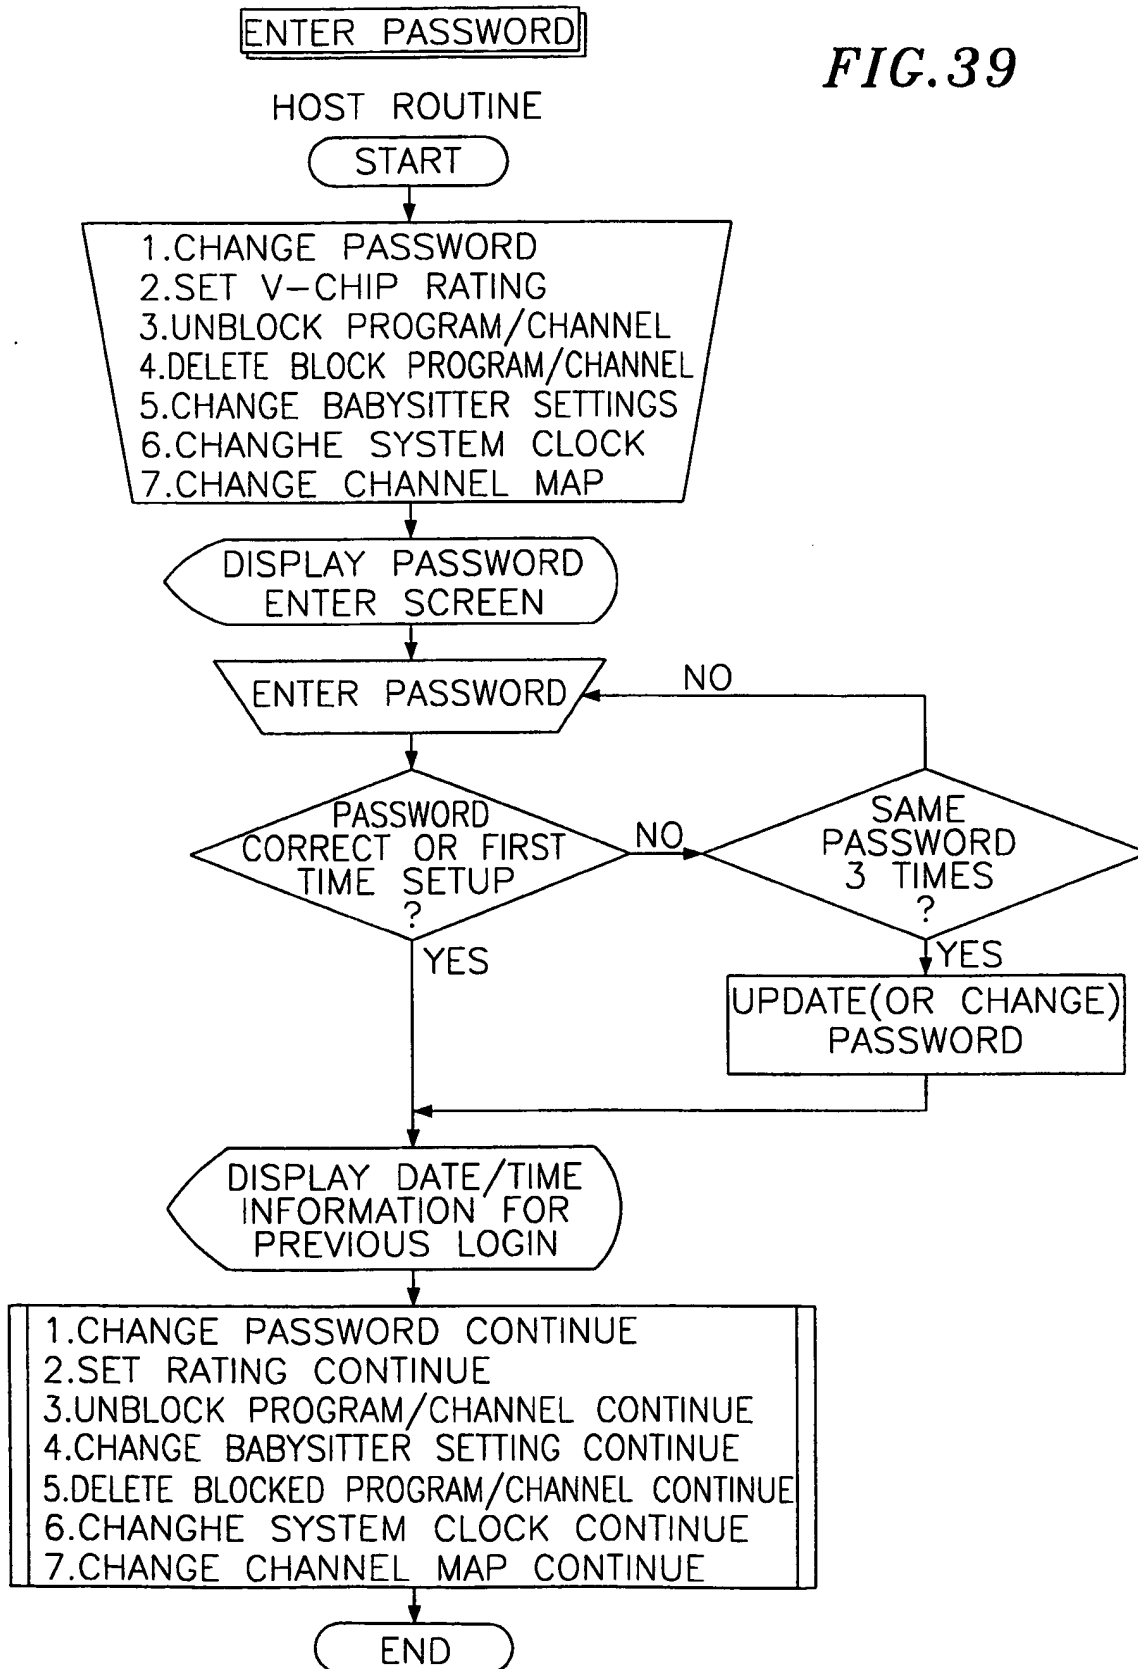 ENTER PASSWORD
FIG.39
HOST ROUTINE
START
1.CHANGE PASSWORD
2.SET V-CHIP RATING
3.UNBLOCK PROGRAM/CHANNEL
4.DELETE BLOCK PROGRAM/CHANNEL
5.CHANGE BABYSITTER SETTINGS
6.CHANGHE SYSTEM CLOCK
7.CHANGE CHANNEL MAP
DISPLAY PASSWORD
ENTER SCREEN
ENTER PASSWORD
NO
PASSWORD
CORRECT OR FIRST
TIME SETUP
?
NO
SAME
PASSWORD
3 TIMES
?
YES
YES
UPDATE(OR CHANGE)
PASSWORD
DISPLAY DATE/TIME
INFORMATION FOR
PREVIOUS LOGIN
1.CHANGE PASSWORD CONTINUE
2.SET RATING CONTINUE
3.UNBLOCK PROGRAM/CHANNEL CONTINUE
4.CHANGE BABYSITTER SETTING CONTINUE
5.DELETE BLOCKED PROGRAM/CHANNEL CONTINUE
6.CHANGHE SYSTEM CLOCK CONTINUE
7.CHANGE CHANNEL MAP CONTINUE
END